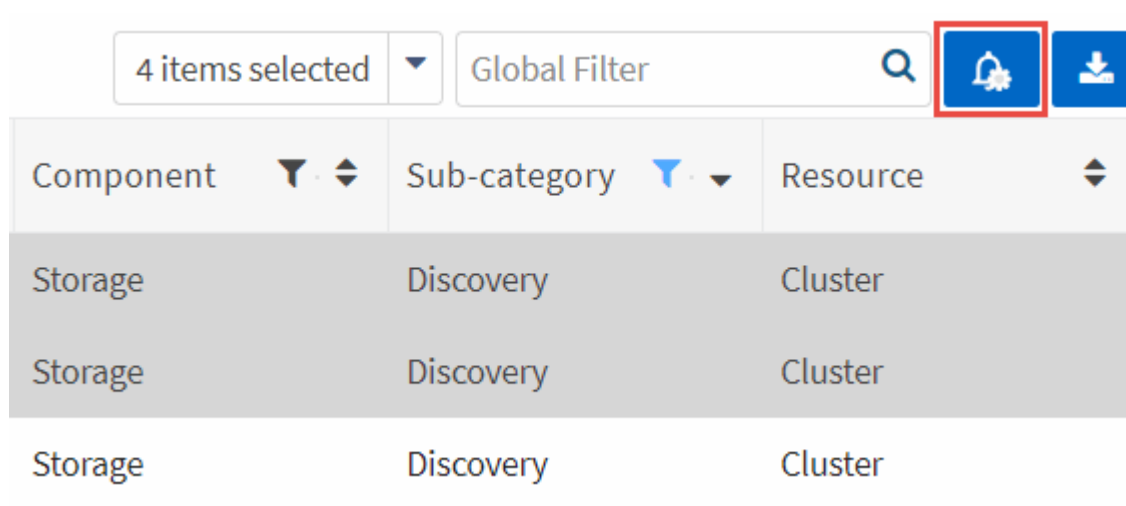 4 items selected Global Filter
Component Sub-category Resource
Storage Discovery Cluster
Storage Discovery Cluster
Storage Discovery Cluster